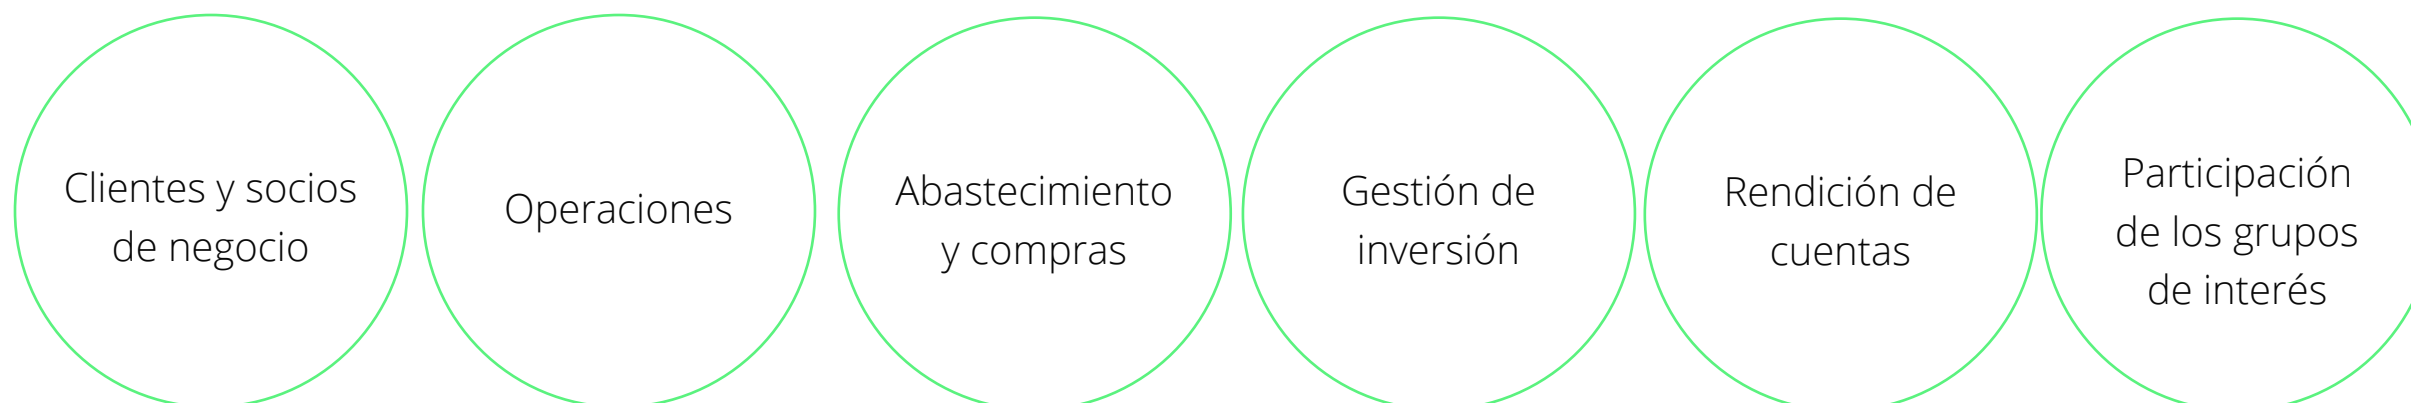 Clientes y socios
de negocio
Operaciones
Abastecimiento
y compras
Gestión de
inversión
Rendición de
cuentas
Participación
de los grupos
de interés